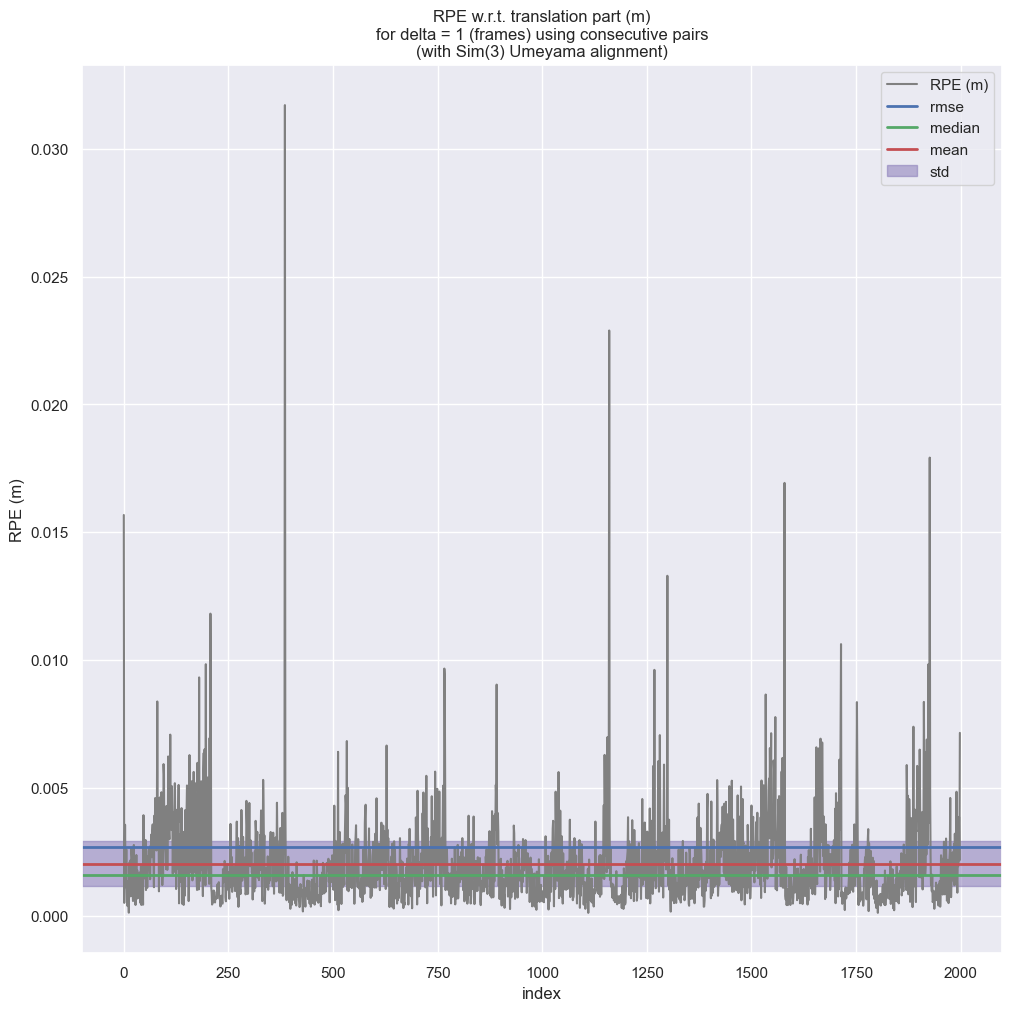 RPE w.r.t. translation part (m)
for delta = 1 (frames) using consecutive pairs
(with Sim(3) Umeyama alignment)
RPE (m)
rmse
median
mean
std
0.030
0.025
0.020
0.015
0.010
0.005
0.000
RPE (m)
0
250
500
750
1000
1250
1500
1750
2000
index